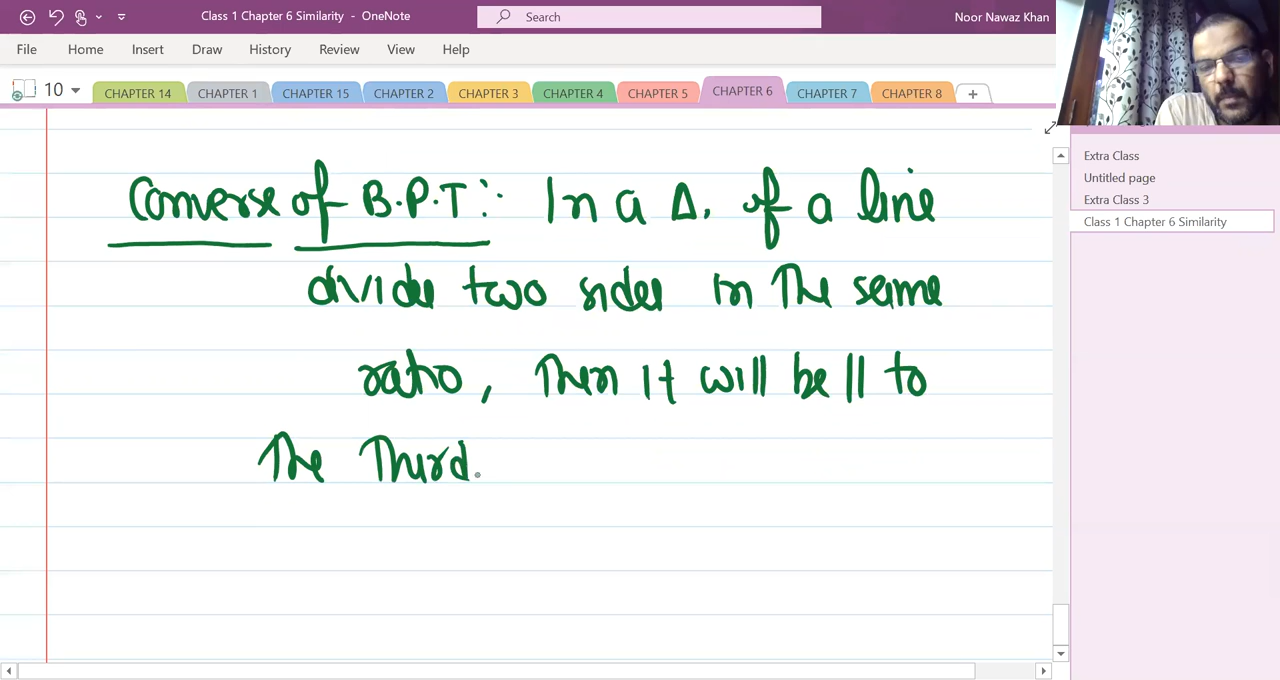 Class 1 Chapter 6 Similarity - OneNote
Search
Noor Nawaz Khan
File Home Insert Draw History Review View Help
10 CHAPTER 14 CHAPTER 1 CHAPTER 15 CHAPTER 2 CHAPTER 3 CHAPTER 4 CHAPTER 5 CHAPTER 6 CHAPTER 7 CHAPTER 8 +
Extra Class
Untitled page
Extra Class 3
Class 1 Chapter 6 Similarity
Converse of B.P.T: In a Δ, of a line
divides two sides in the same
ratio, Then it will be || to
The Third